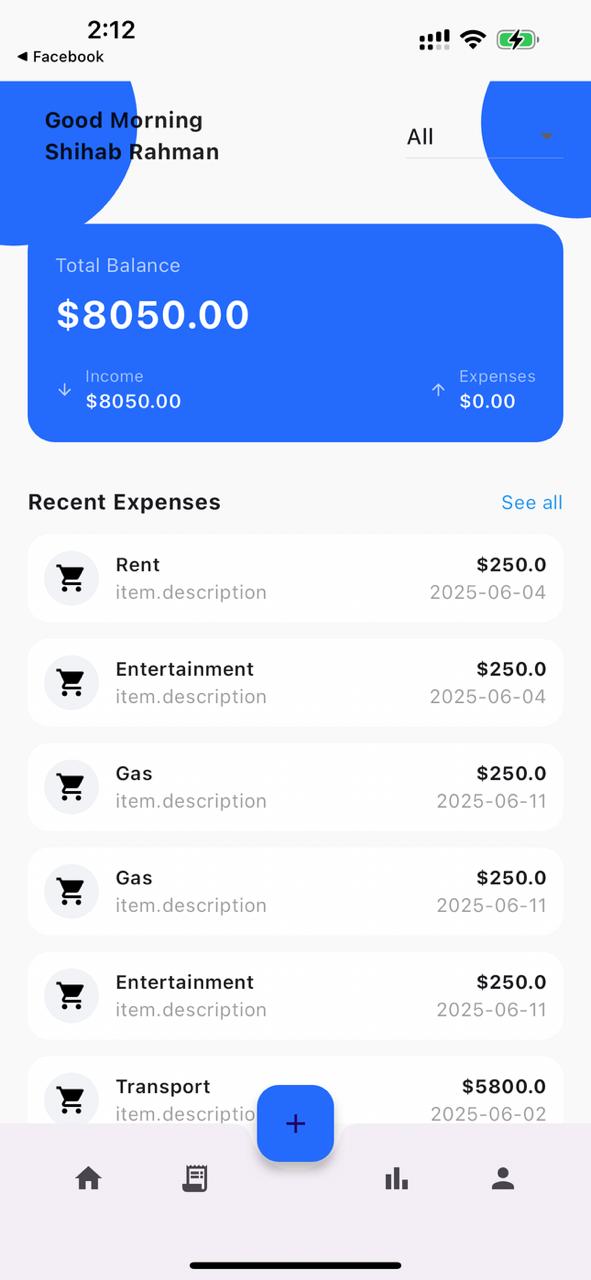 2:12
◀ Facebook
Good Morning
Shihab Rahman
All
Total Balance
$8050.00
Income
$8050.00
Expenses
$0.00
Recent Expenses
See all
Rent
$250.0
item.description
2025-06-04
Entertainment
$250.0
item.description
2025-06-04
Gas
$250.0
item.description
2025-06-11
Gas
$250.0
item.description
2025-06-11
Entertainment
$250.0
item.description
2025-06-11
Transport
$5800.0
item.descriptio
2025-06-02
+